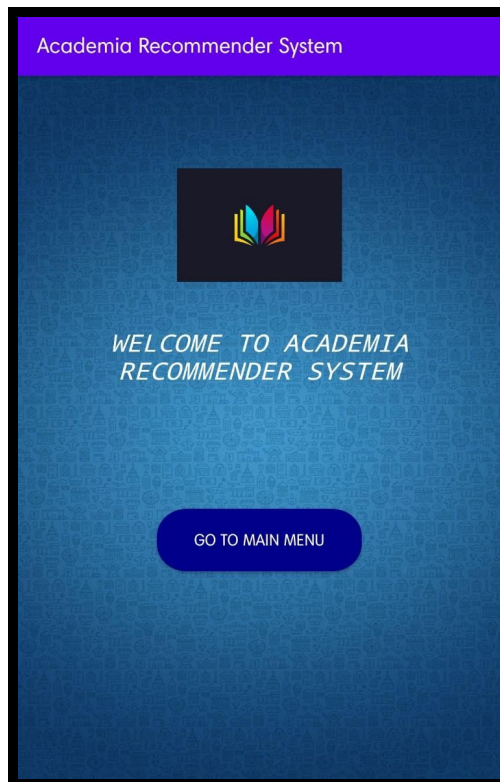 Academia Recommender System
WELCOME TO ACADEMIA
RECOMMENDER SYSTEM
GO TO MAIN MENU